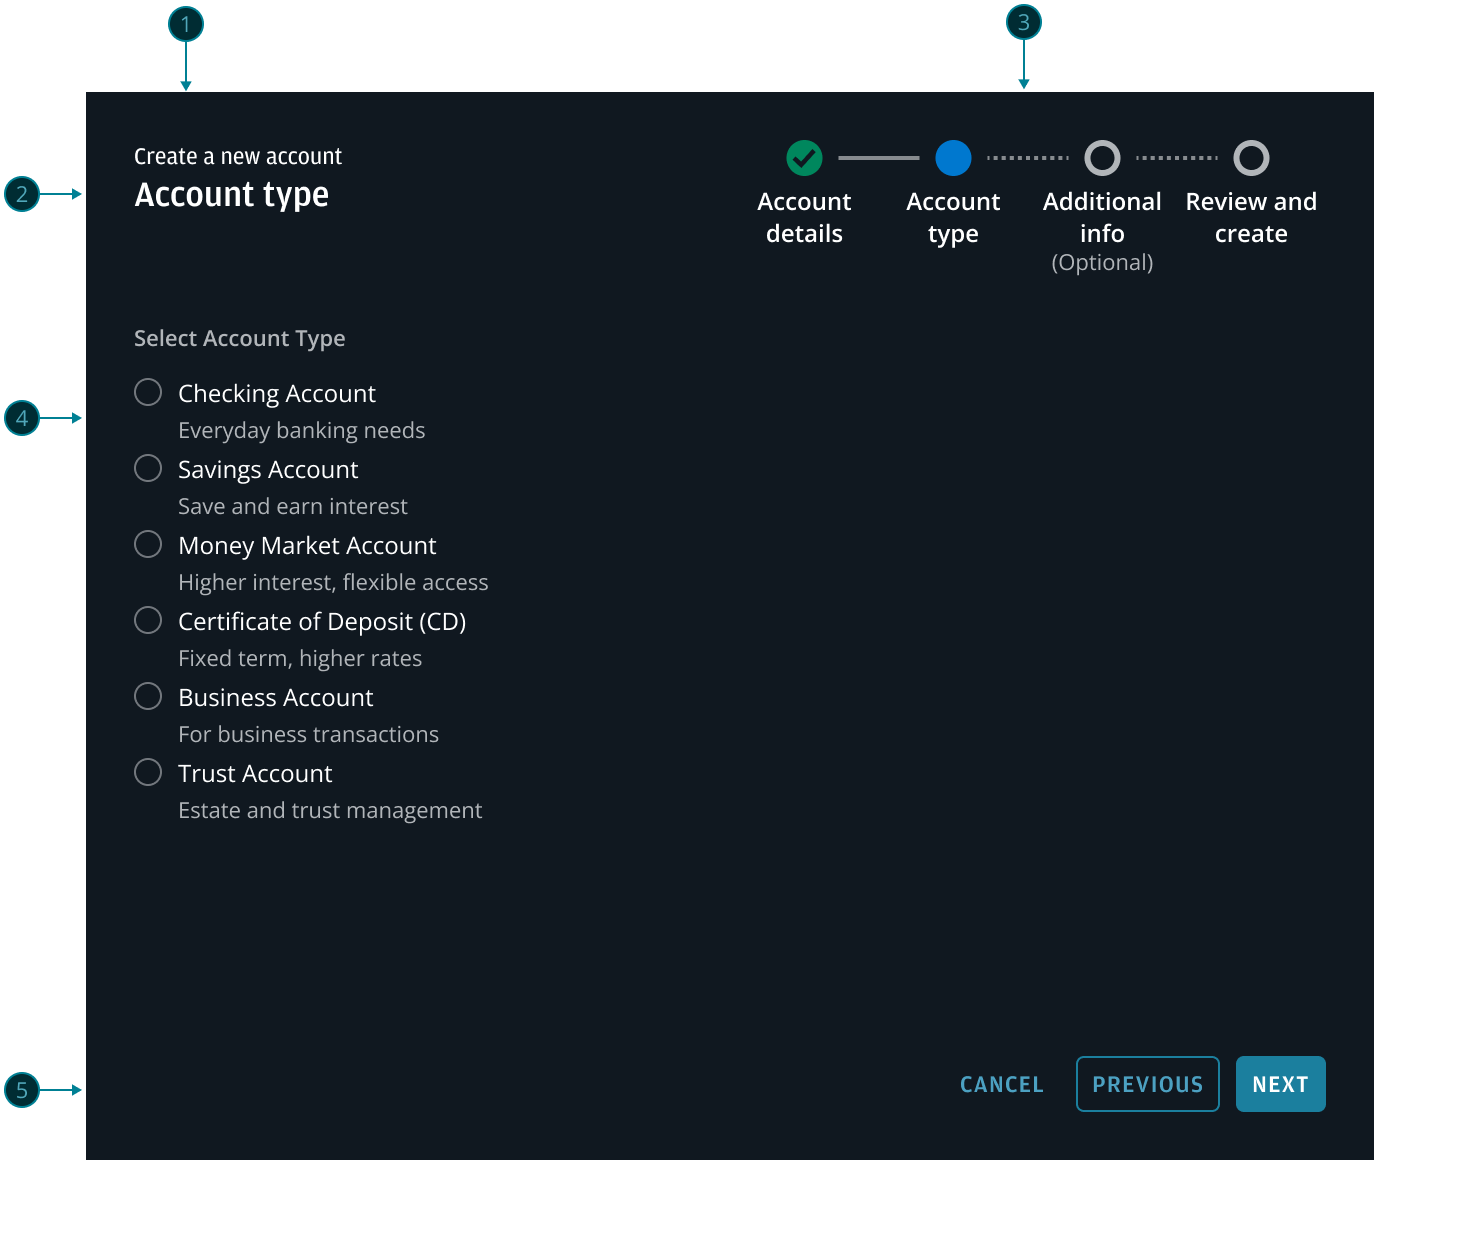 1
3
Create a new account
2
Account type
Account
details
Account
type
Additional
info
(Optional)
Review and
create
Select Account Type
Checking Account
4
Everyday banking needs
Savings Account
Save and earn interest
Money Market Account
Higher interest, flexible access
Certificate of Deposit (CD)
Fixed term, higher rates
Business Account
For business transactions
Trust Account
Estate and trust management
5
CANCEL
PREVIOUS
NEXT